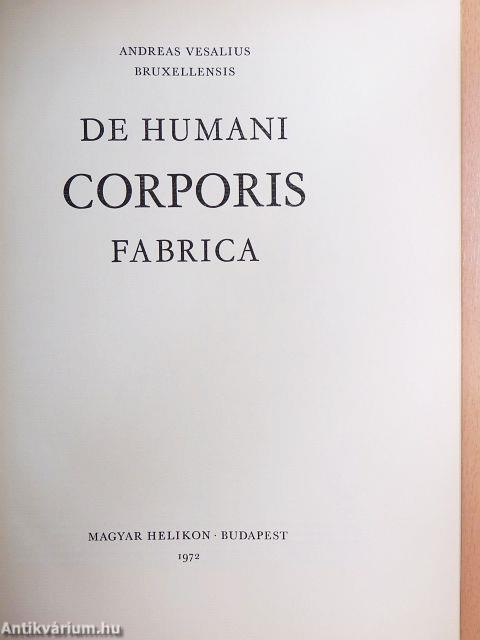 ANDREAS VESALIUS
BRUXELLENSIS
DE HUMANI
CORPORIS
FABRICA
MAGYAR HELIKON · BUDAPEST
1972
Antikvárium.hu